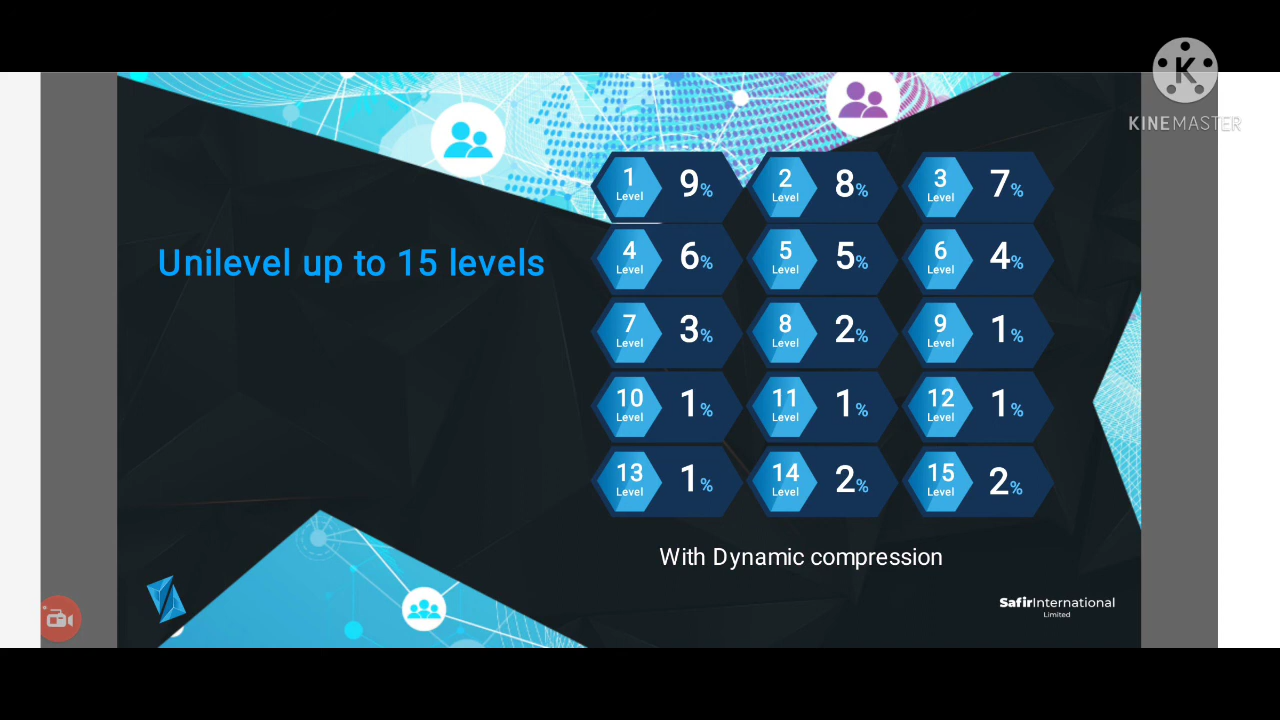 KINEMASTER
Unilevel up to 15 levels
1 Level 9%
2 Level 8%
3 Level 7%
4 Level 6%
5 Level 5%
6 Level 4%
7 Level 3%
8 Level 2%
9 Level 1%
10 Level 1%
11 Level 1%
12 Level 1%
13 Level 1%
14 Level 2%
15 Level 2%
With Dynamic compression
SafirInternational
Limited